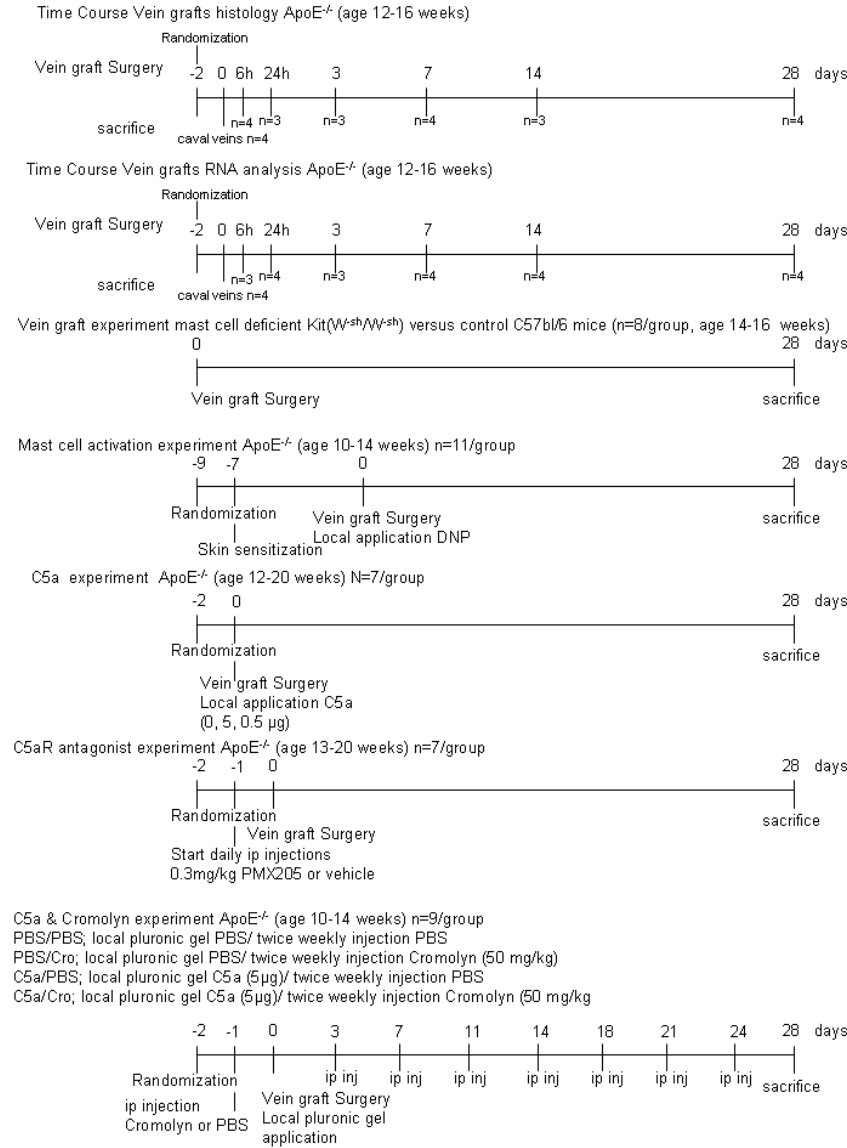 Time Course Vein grafts histology ApoE-/- (age 12-16 weeks)
Randomization
Vein graft Surgery
-2 0 6h 24h 3 7 14 28 days
n=4 n=3 n=3 n=4 n=3 n=4
sacrifice
caval veins n=4
Time Course Vein grafts RNA analysis ApoE-/- (age 12-16 weeks)
Randomization
Vein graft Surgery
-2 0 6h 24h 3 7 14 28 days
n=3 n=4 n=3 n=4 n=4 n=4
sacrifice
caval veins n=4
Vein graft experiment mast cell deficient Kit(W-sh/W-sh) versus control C57bl/6 mice (n=8/group, age 14-16 weeks)
0 28 days
Vein graft Surgery sacrifice
Mast cell activation experiment ApoE-/- (age 10-14 weeks) n=11/group
-9 -7 0 28 days
Randomization Vein graft Surgery sacrifice
Local application DNP
Skin sensitization
C5a experiment ApoE-/- (age 12-20 weeks) N=7/group
-2 0 28 days
Randomization sacrifice
Vein graft Surgery
Local application C5a
(0, 5, 0.5 µg)
C5aR antagonist experiment ApoE-/- (age 13-20 weeks) n=7/group
-2 -1 0 28 days
Randomization sacrifice
Vein graft Surgery
Start daily ip injections
0.3mg/kg PMX205 or vehicle
C5a & Cromolyn experiment ApoE-/- (age 10-14 weeks) n=9/group
PBS/PBS; local pluronic gel PBS/ twice weekly injection PBS
PBS/Cro; local pluronic gel PBS/ twice weekly injection Cromolyn (50 mg/kg)
C5a/PBS; local pluronic gel C5a (5µg)/ twice weekly injection PBS
C5a/Cro; local pluronic gel C5a (5µg)/ twice weekly injection Cromolyn (50 mg/kg
-2 -1 0 3 7 11 14 18 21 24 28 days
ip inj ip inj ip inj ip inj ip inj ip inj ip inj sacrifice
Randomization
ip injection
Cromolyn or PBS
Vein graft Surgery
Local pluronic gel
application